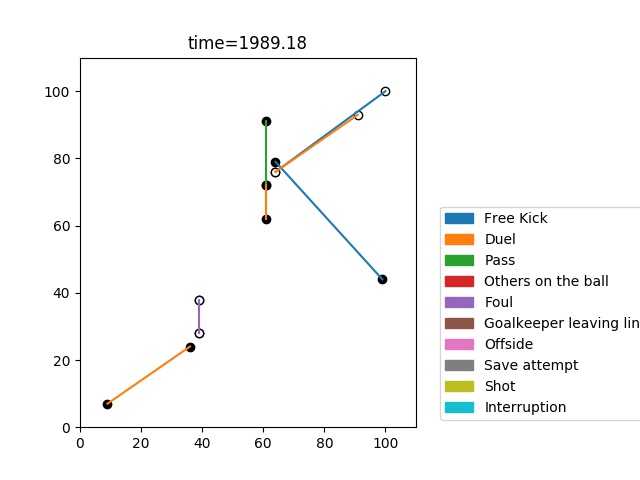 time=1989.18
100
80
60
40
20
0
0 20 40 60 80 100
Free Kick
Duel
Pass
Others on the ball
Foul
Goalkeeper leaving lin
Offside
Save attempt
Shot
Interruption